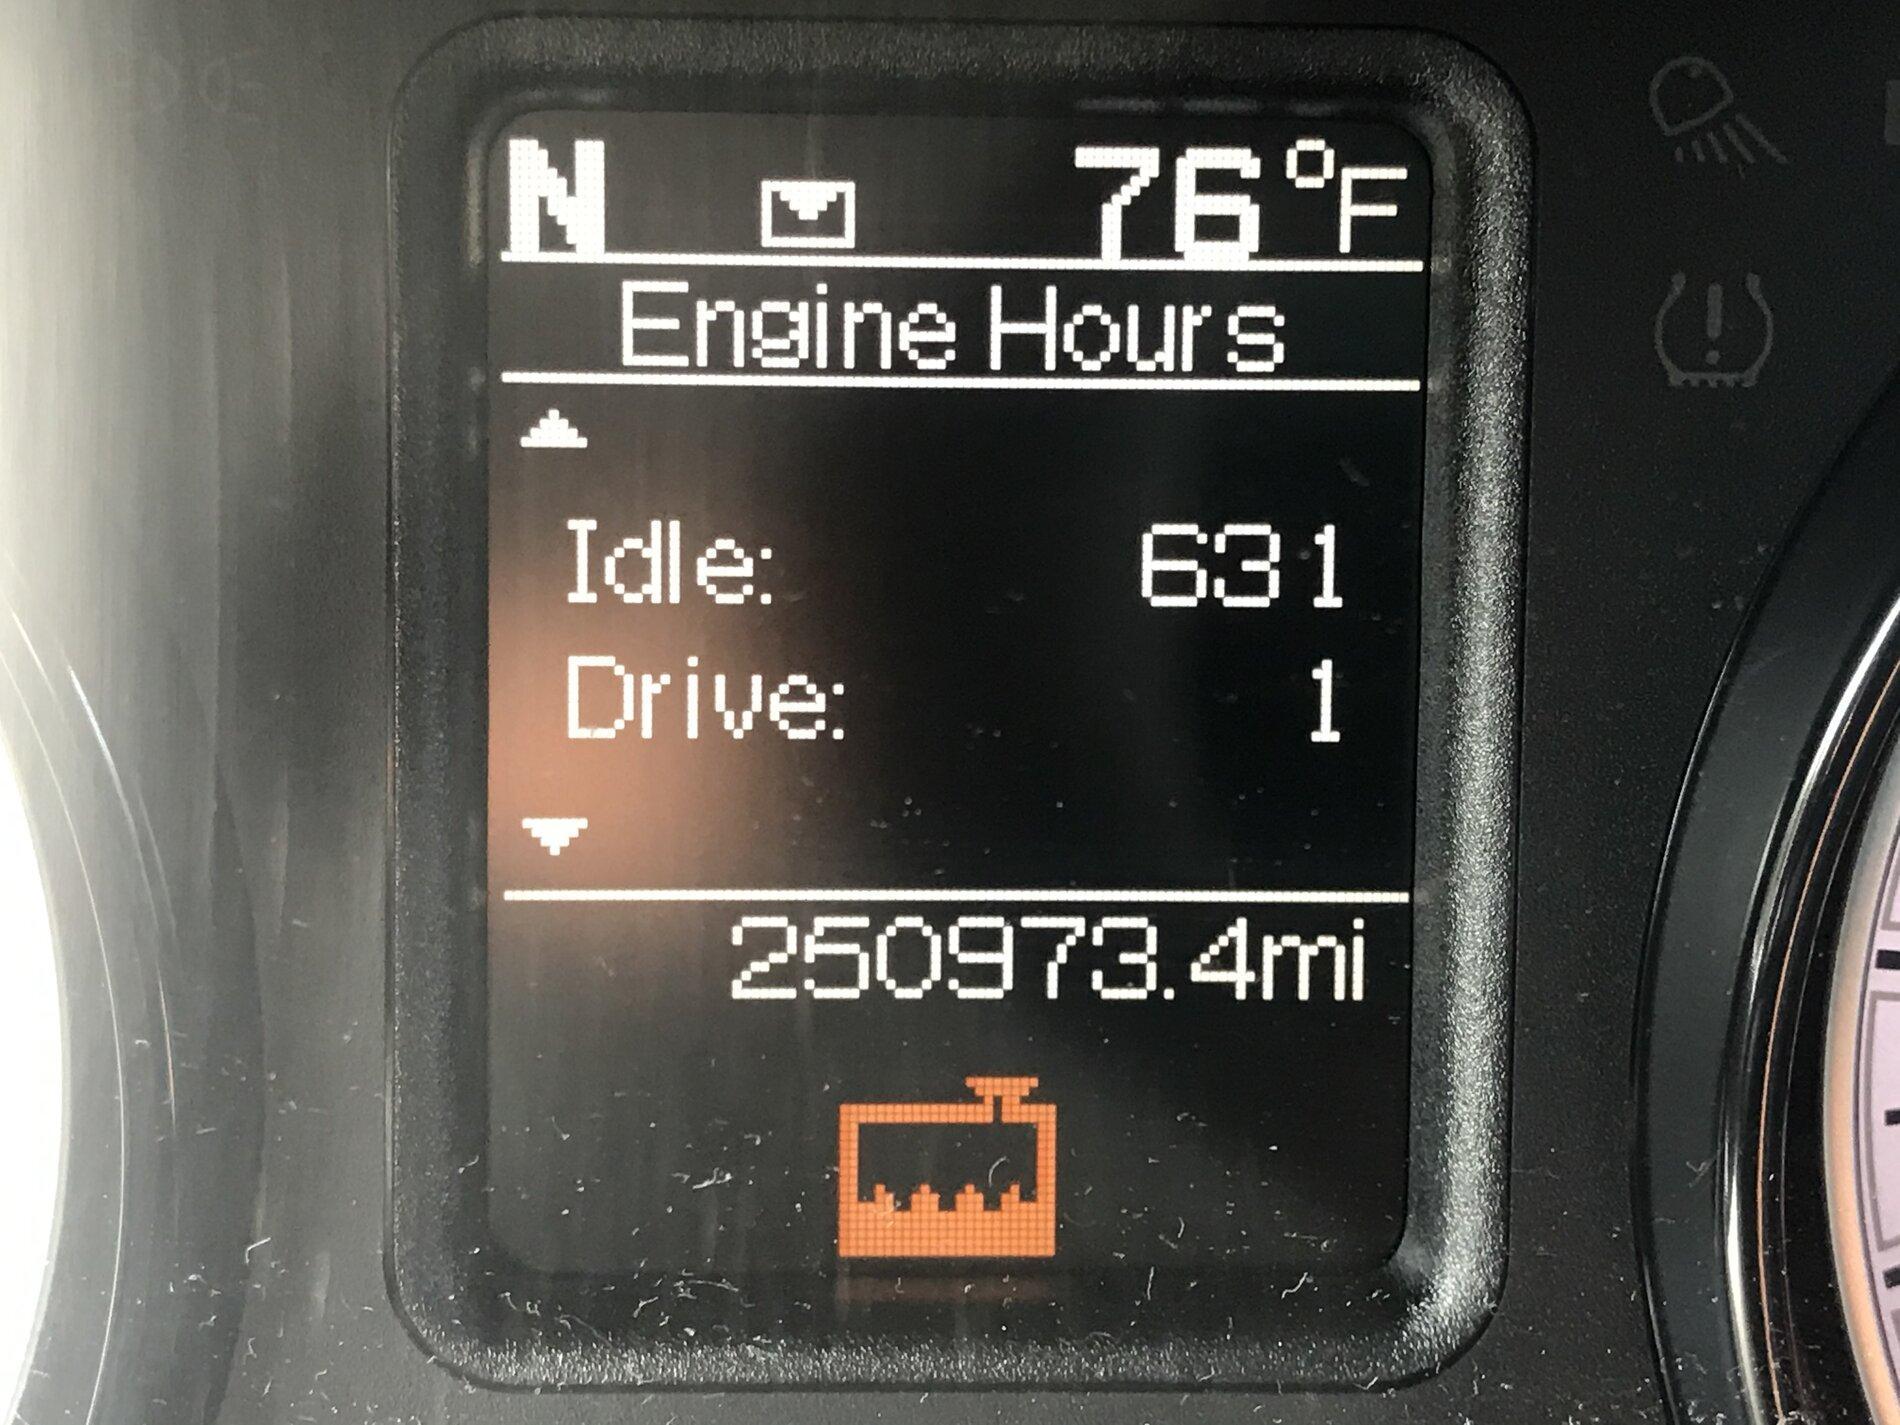 N 76°F
Engine Hours
Idle: 631
Drive: 1
250973.4mi